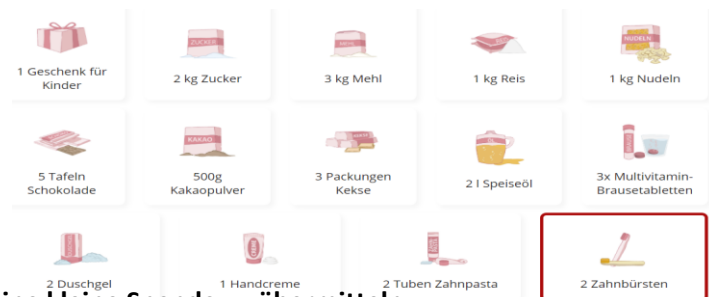 1 Geschenk für
Kinder
ZUCKER
2 kg Zucker
MEHL
3 kg Mehl
1 kg Reis
NUDELN
1 kg Nudeln
5 Tafeln
Schokolade
KAKAO
500g
Kakaopulver
3 Packungen
Kekse
2 l Speiseöl
3x Multivitamin-
Brausetabletten
2 Duschgel
1 Handcreme
2 Tuben Zahnpasta
2 Zahnbürsten